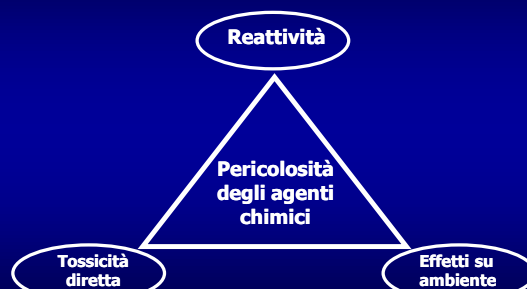 Reattività
Pericolosità
degli agenti
chimici
Tossicità
diretta
Effetti su
ambiente